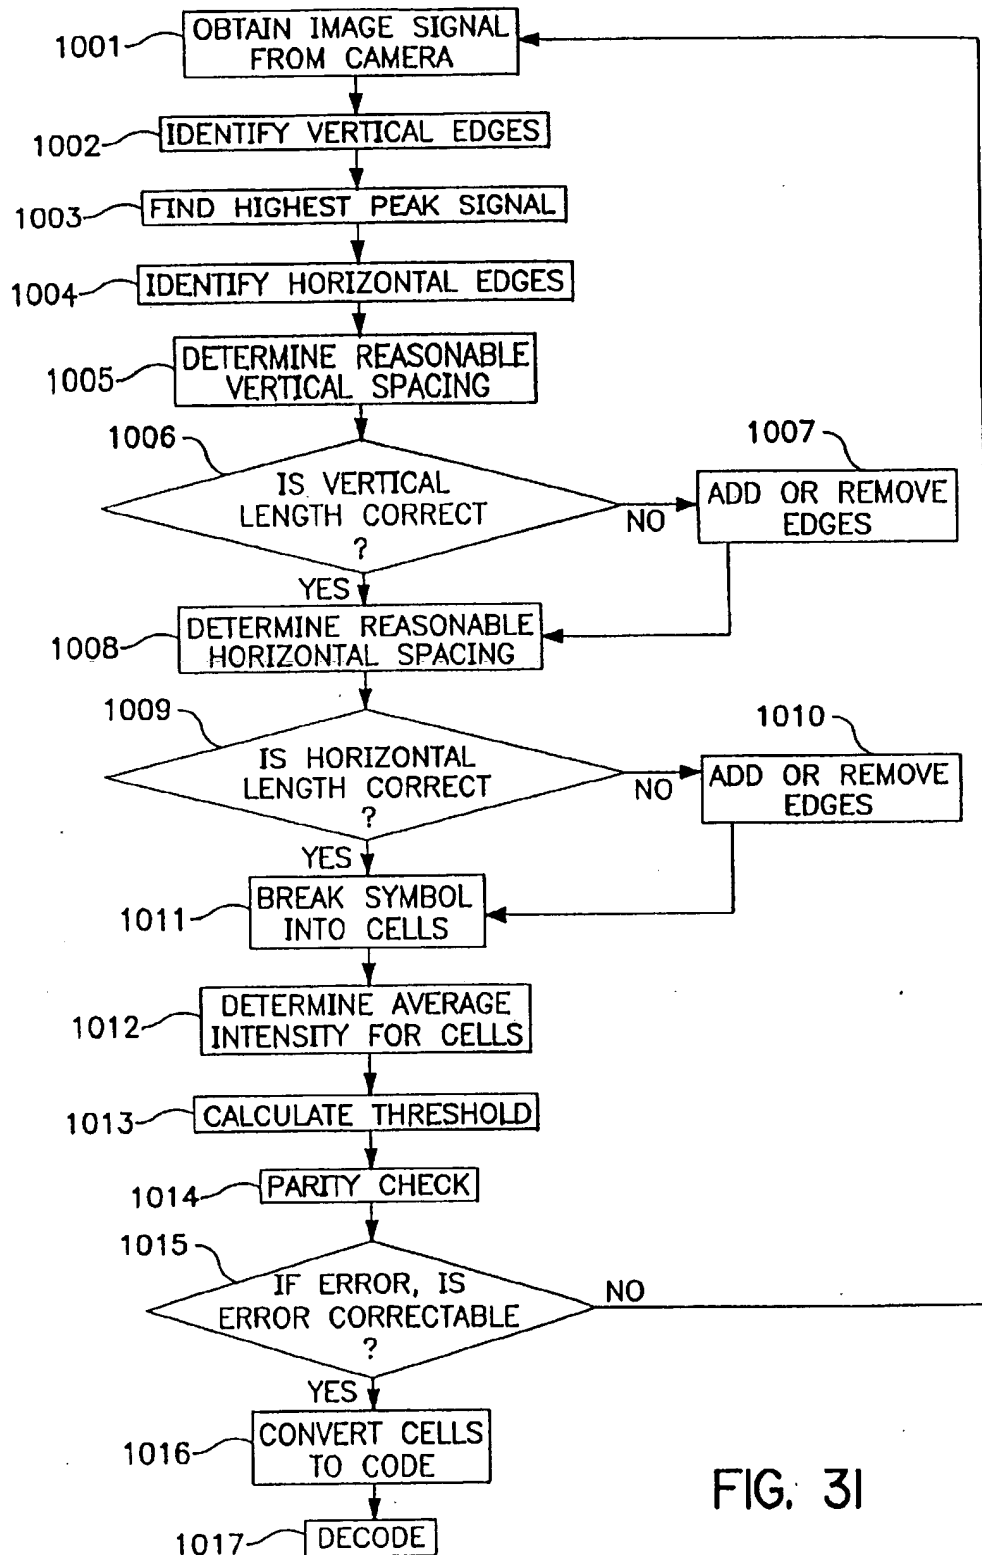 1001
OBTAIN IMAGE SIGNAL
FROM CAMERA
1002
IDENTIFY VERTICAL EDGES
1003
FIND HIGHEST PEAK SIGNAL
1004
IDENTIFY HORIZONTAL EDGES
1005
DETERMINE REASONABLE
VERTICAL SPACING
1006
IS VERTICAL
LENGTH CORRECT
?
NO
1007
ADD OR REMOVE
EDGES
YES
1008
DETERMINE REASONABLE
HORIZONTAL SPACING
1009
IS HORIZONTAL
LENGTH CORRECT
?
NO
1010
ADD OR REMOVE
EDGES
YES
1011
BREAK SYMBOL
INTO CELLS
1012
DETERMINE AVERAGE
INTENSITY FOR CELLS
1013
CALCULATE THRESHOLD
1014
PARITY CHECK
1015
IF ERROR, IS
ERROR CORRECTABLE
?
NO
YES
1016
CONVERT CELLS
TO CODE
1017
DECODE
FIG. 31